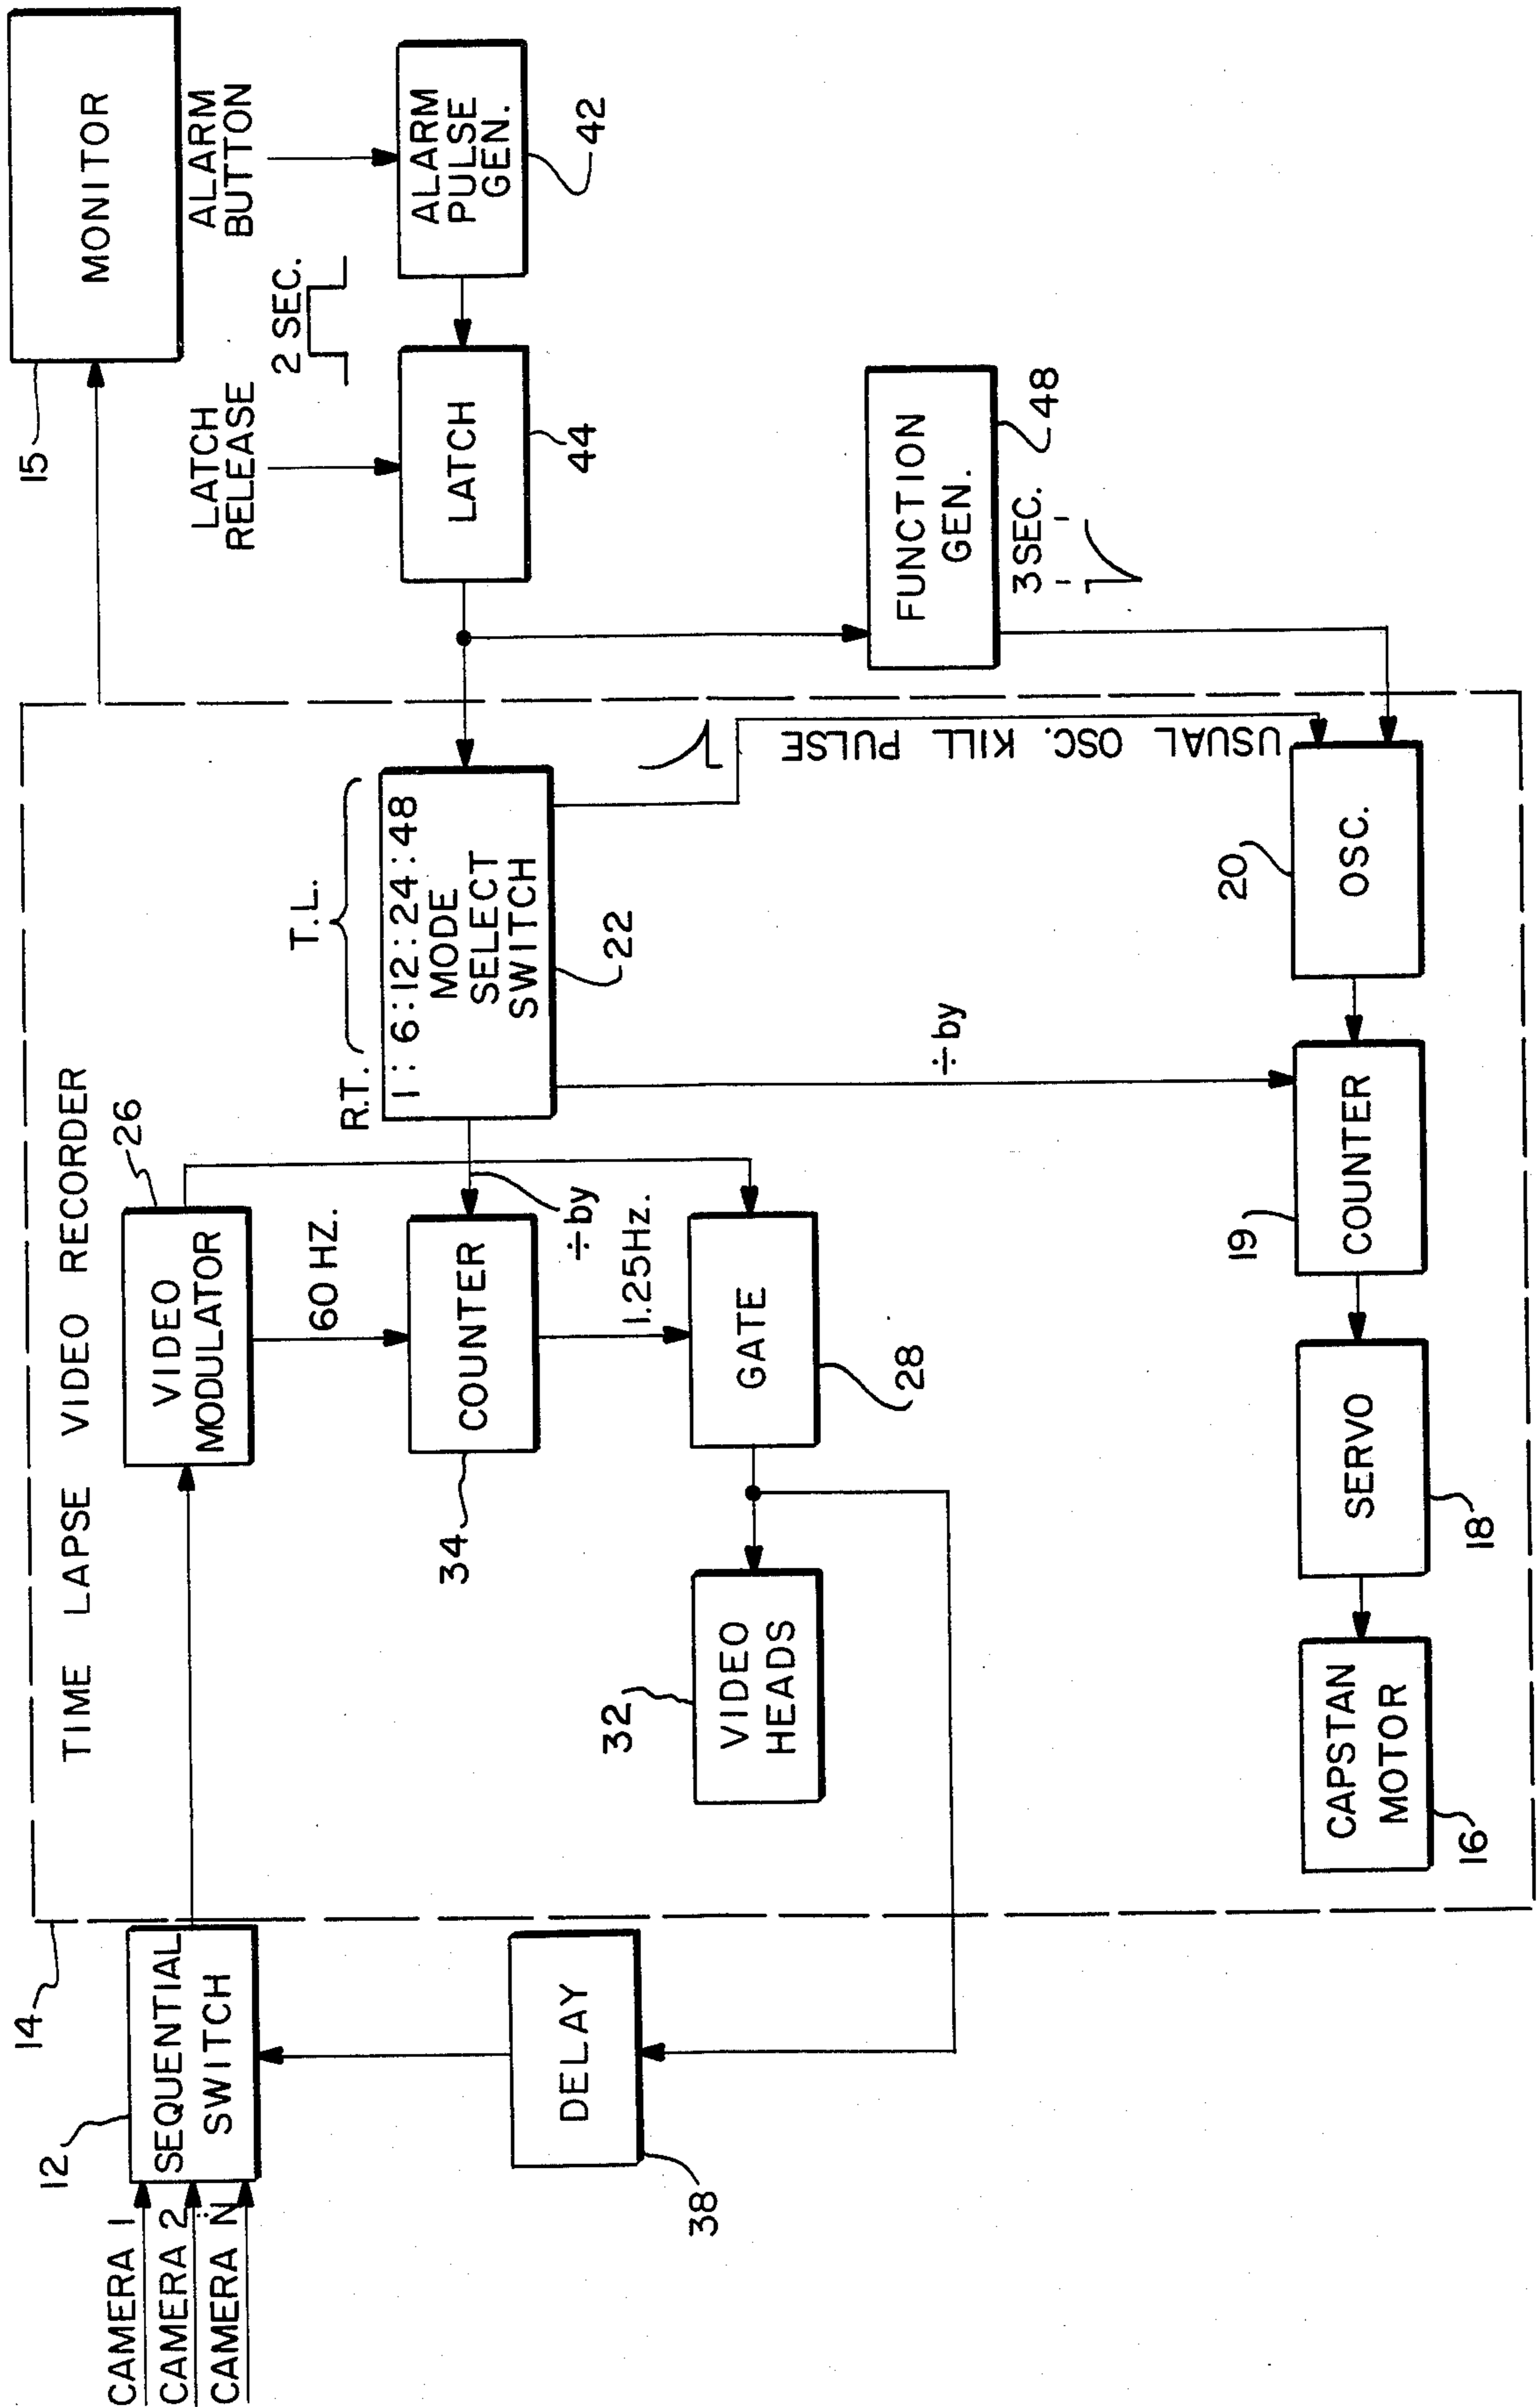 CAMERA 1
CAMERA 2
CAMERA N
12
SEQUENTIAL
SWITCH
14
DELAY
38
TIME LAPSE VIDEO RECORDER
VIDEO
MODULATOR
26
60 HZ.
COUNTER
34
÷by
1.25Hz.
GATE
28
VIDEO
HEADS
32
R.T.
T.L.
1 : 6:12:24:48
MODE
SELECT
SWITCH
22
÷by
USUAL OSC. KILL PULSE
CAPSTAN
MOTOR
16
SERVO
18
COUNTER
19
OSC.
20
MONITOR
15
LATCH
RELEASE
2 SEC.
ALARM
BUTTON
LATCH
44
ALARM
PULSE
GEN.
42
FUNCTION
GEN.
48
3 SEC.